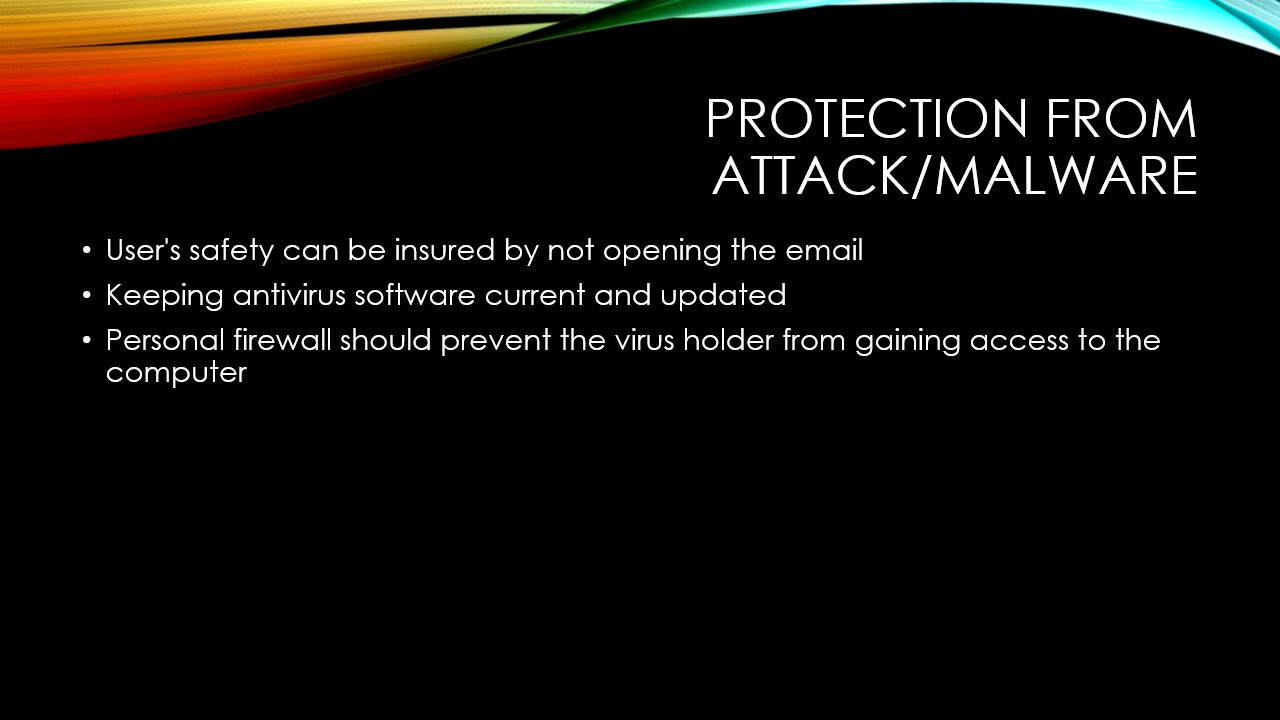 PROTECTION FROM
ATTACK/MALWARE
• User's safety can be insured by not opening the email
• Keeping antivirus software current and updated
• Personal firewall should prevent the virus holder from gaining access to the
computer